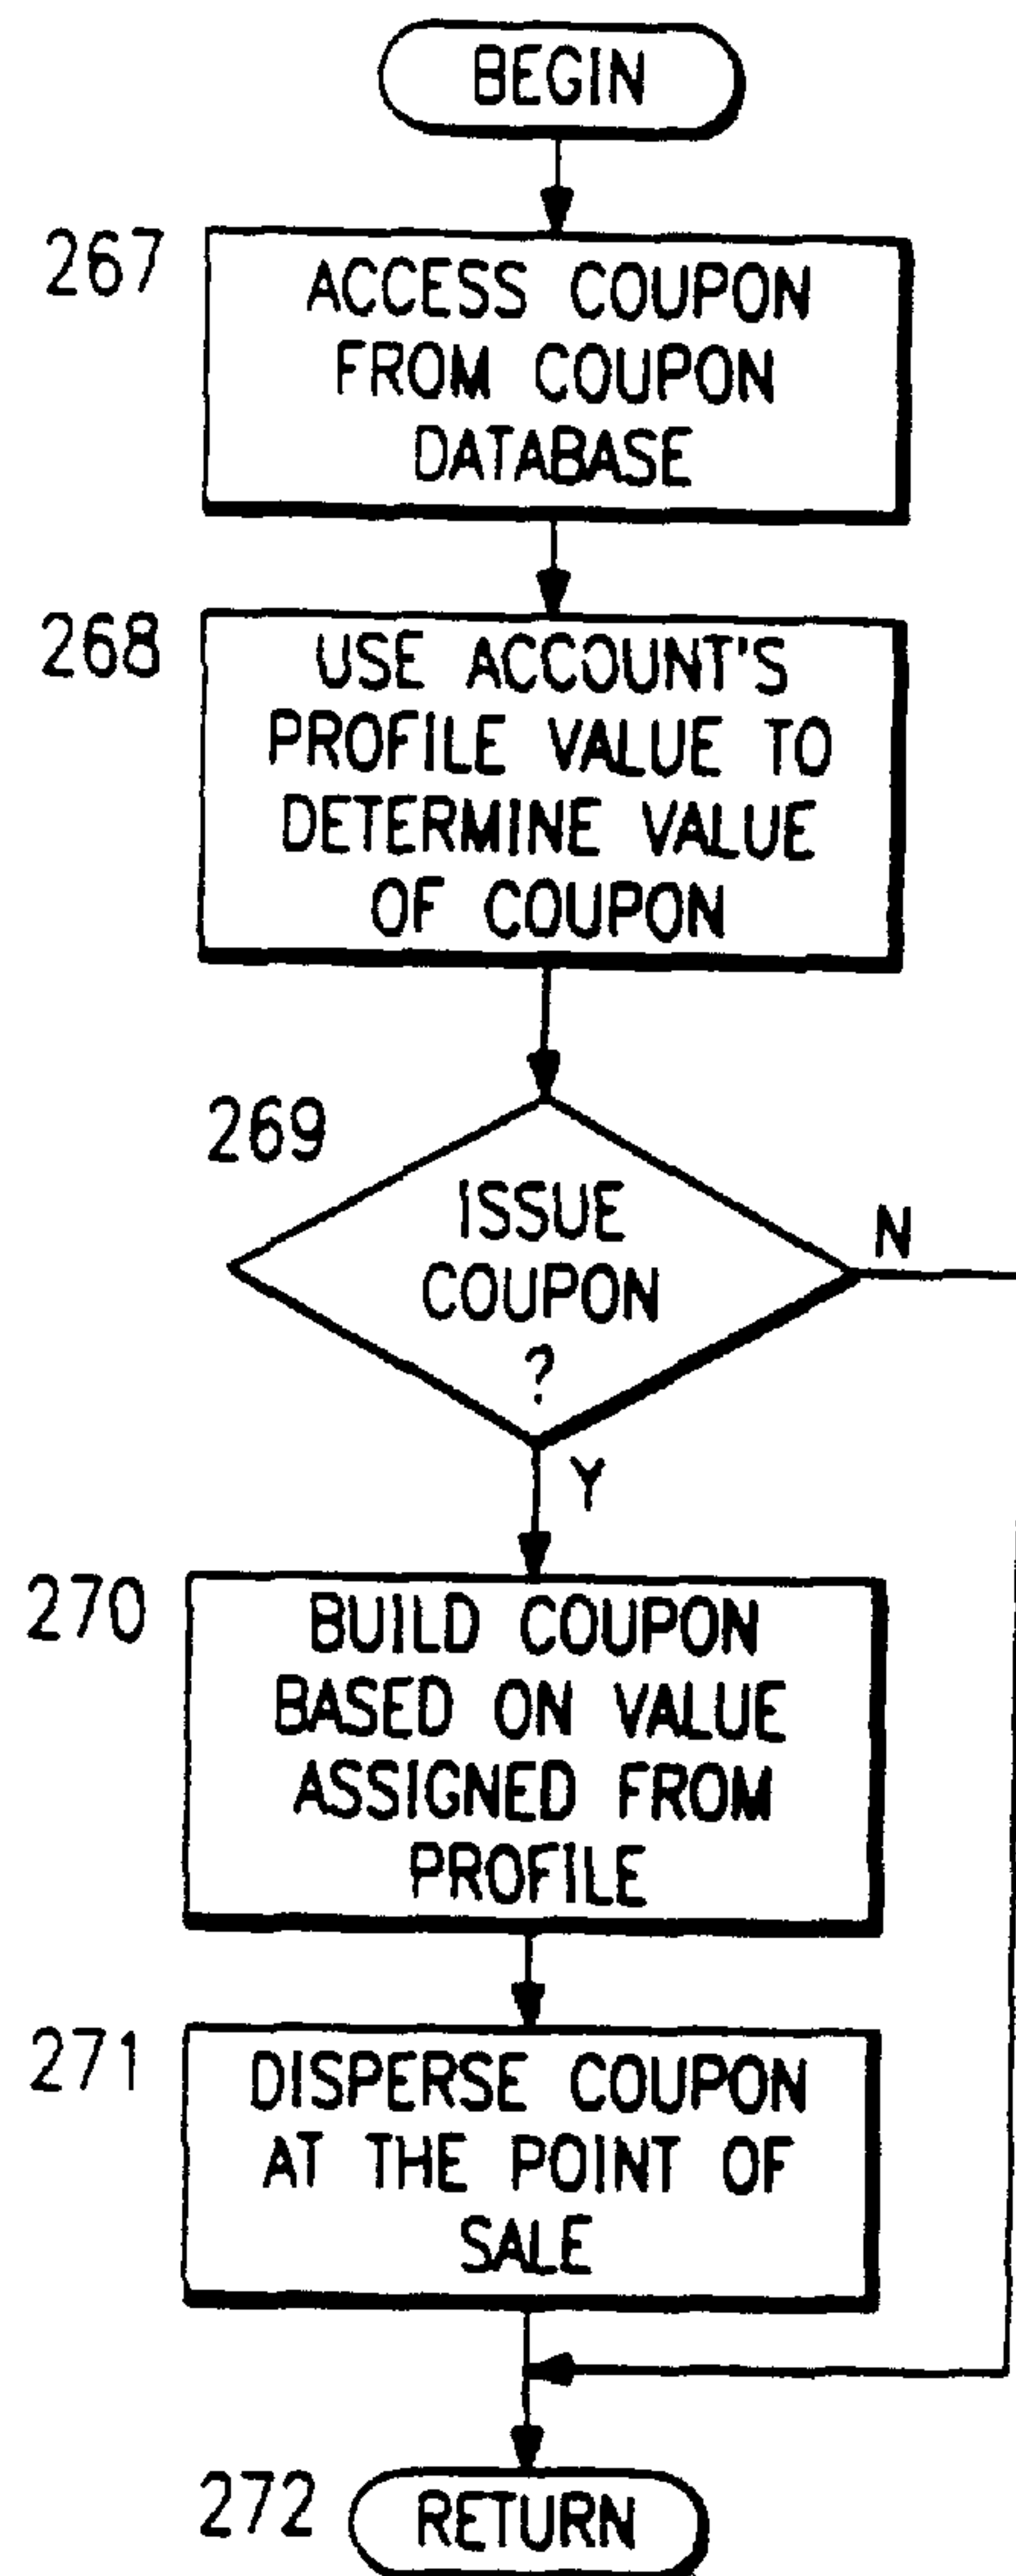 BEGIN
267
ACCESS COUPON
FROM COUPON
DATABASE
268
USE ACCOUNT'S
PROFILE VALUE TO
DETERMINE VALUE
OF COUPON
269
ISSUE
COUPON
?
N
Y
270
BUILD COUPON
BASED ON VALUE
ASSIGNED FROM
PROFILE
271
DISPERSE COUPON
AT THE POINT OF
SALE
272
RETURN